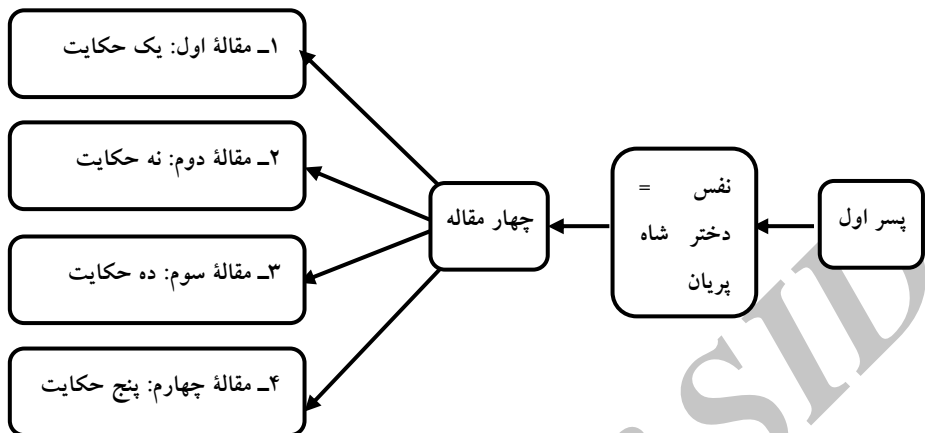 پسر اول
نفس =
دختر شاه
پریان
چهار مقاله
۱ـ مقالۀ اول: یک حکایت
۲ـ مقالۀ دوم: نه حکایت
۳ـ مقالۀ سوم: ده حکایت
۴ـ مقالۀ چهارم: پنج حکایت
SID